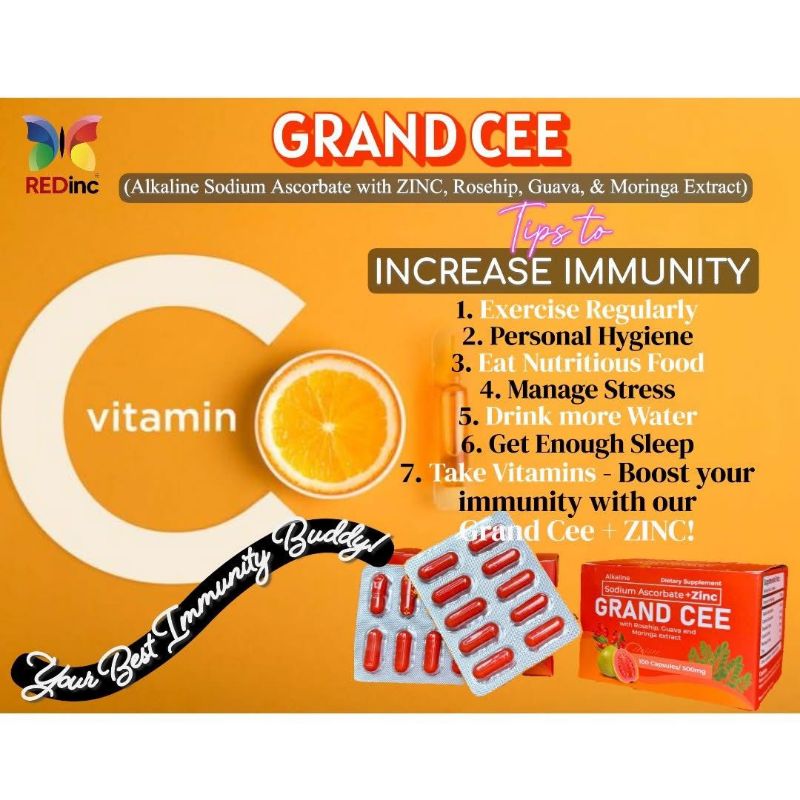 REDinc
GRAND CEE
(Alkaline Sodium Ascorbate with ZINC, Rosehip, Guava, & Moringa Extract)
Tips to
INCREASE IMMUNITY
1. Exercise Regularly
2. Personal Hygiene
3. Eat Nutritious Food
4. Manage Stress
5. Drink more Water
6. Get Enough Sleep
7. Take Vitamins - Boost your
immunity with our
Grand Cee + ZINC!
C
vitamin
Your Best Immunity Buddy!
Alkaline
Dietary Supplement
Sodium Ascorbate +Zinc
GRAND CEE
with Rosehip, Guava and
Moringa Extract
100 Capsules/ 500mg